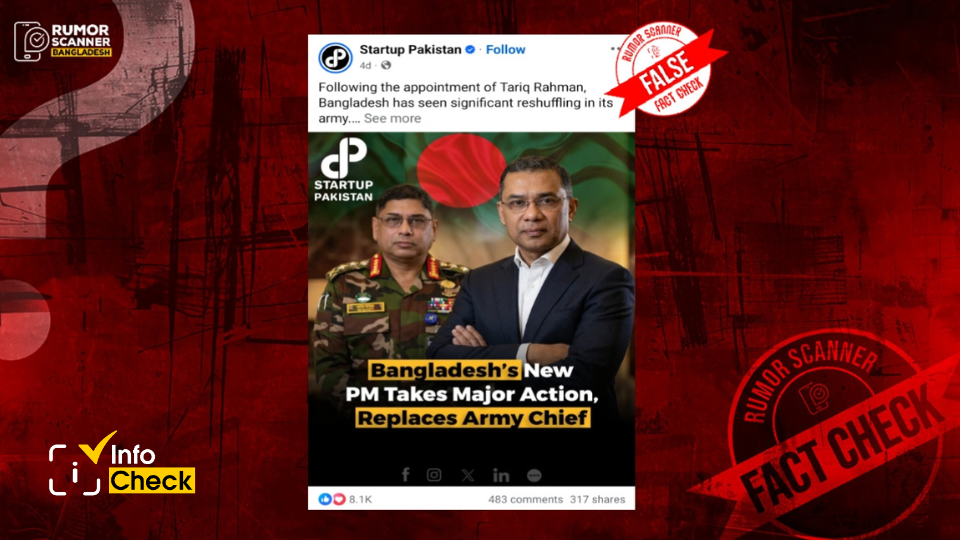 RUMOR
SCANNER
BANGLADESH
Startup Pakistan · Follow
4d ·
Following the appointment of Tariq Rahman,
Bangladesh has seen significant reshuffling in its
army.... See more
RUMOR SCANNER
FALSE
FACT CHECK
STARTUP
PAKISTAN
Bangladesh's New
PM Takes Major Action,
Replaces Army Chief
8.1K 483 comments 317 shares
Info
Check
RUMOR SCANNER
FACT CHECK